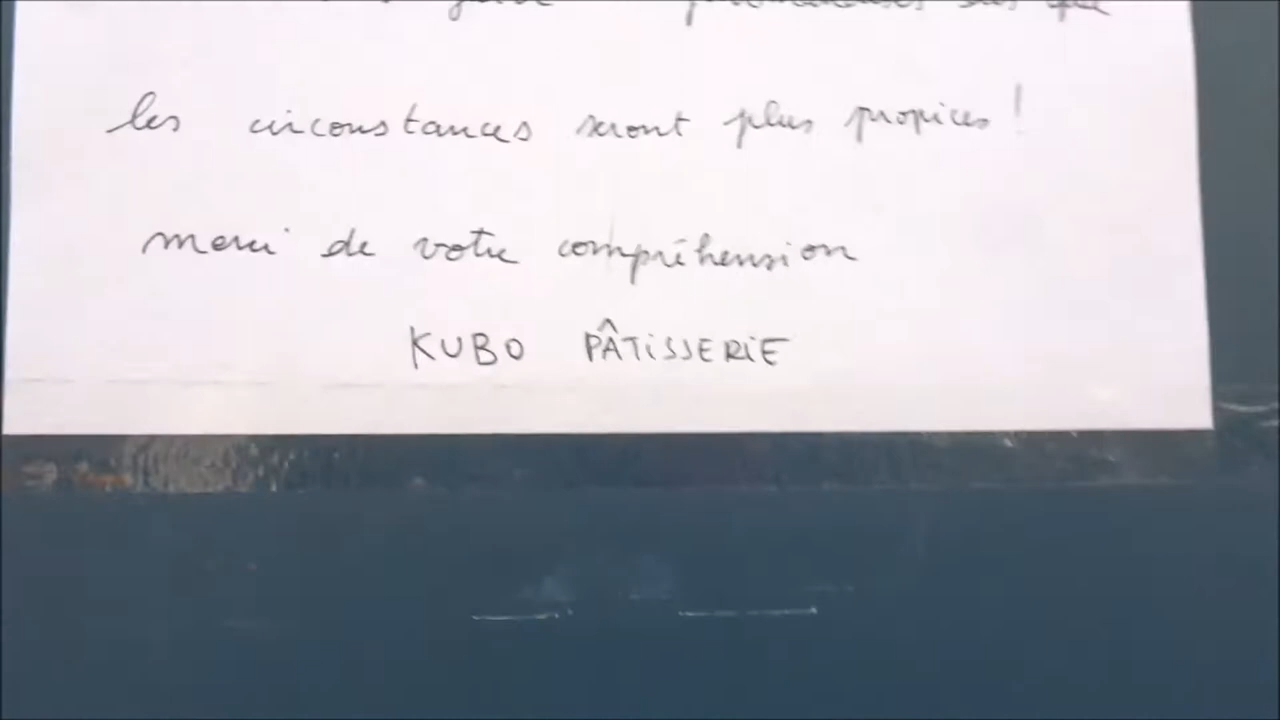 les circonstances seront plus propices !
merci de votre compréhension
KUBO PÂTISSERIE